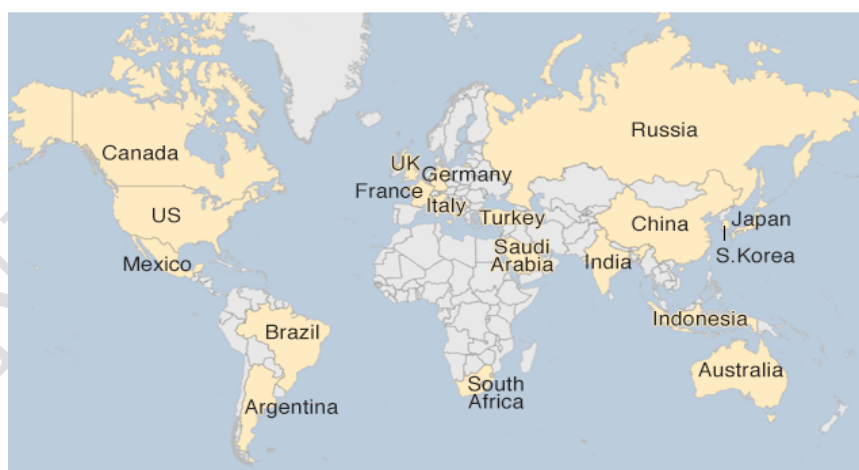 Russia
Canada
UK
Germany
France
Italy
US
Turkey
China
Japan
Saudi
Arabia
S.Korea
India
Mexico
Indonesia
Brazil
Australia
South
Africa
Argentina